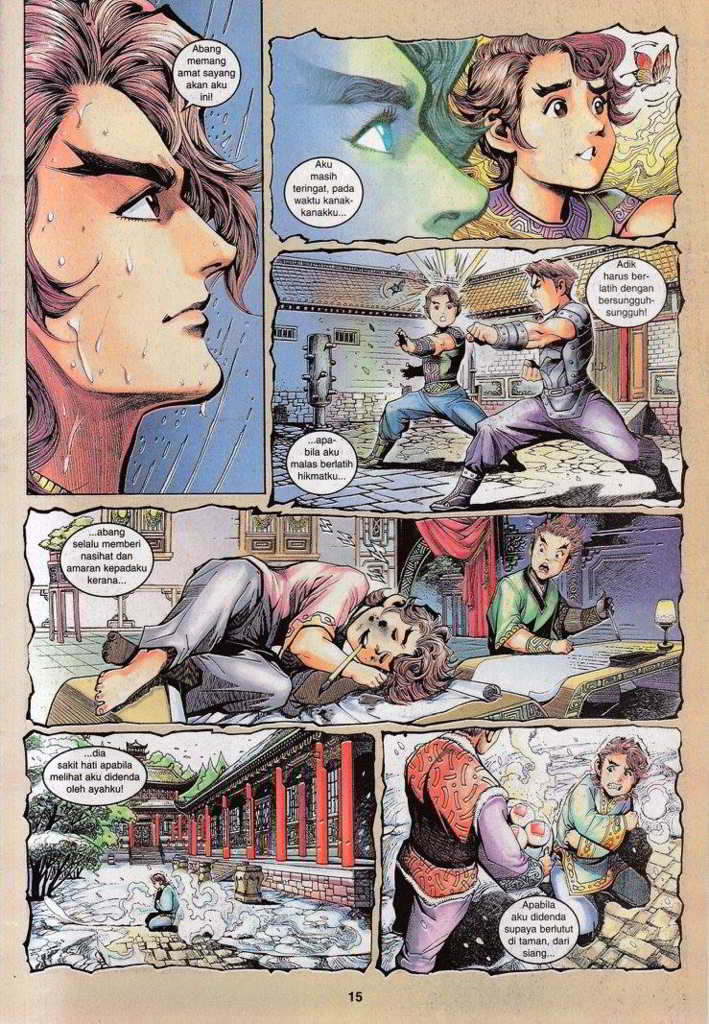 Abang
memang
amat sayang
akan aku
ini!
Aku
masih
teringat, pada
waktu kanak-
kanakku...
Adik
harus ber-
latih dengan
bersungguh-
sungguh!
...apa-
bila aku
malas berlatih
hikmatku...
...abang
selalu memberi
nasihat dan
amaran kepadaku
kerana...
...dia
sakit hati apabila
melihat aku didenda
oleh ayahku!
Apabila
aku didenda
supaya berlutut
di taman, dari
siang...
15